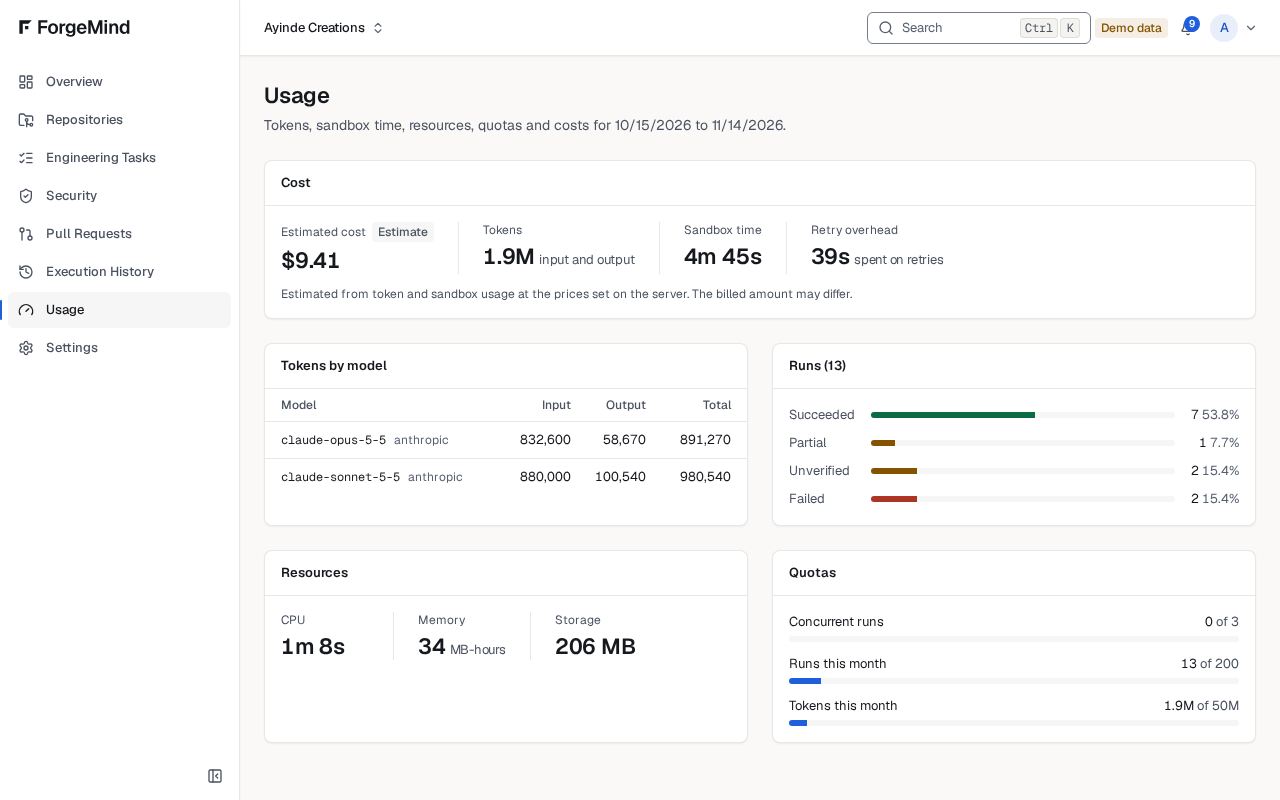 ForgeMind
Ayinde Creations
Search
Ctrl K
Demo data
9
A
Overview
Repositories
Engineering Tasks
Security
Pull Requests
Execution History
Usage
Settings
Usage
Tokens, sandbox time, resources, quotas and costs for 10/15/2026 to 11/14/2026.
Cost
Estimated cost Estimate
$9.41
Tokens
1.9M input and output
Sandbox time
4m 45s
Retry overhead
39s spent on retries
Estimated from token and sandbox usage at the prices set on the server. The billed amount may differ.
Tokens by model
Model Input Output Total
claude-opus-5-5 anthropic 832,600 58,670 891,270
claude-sonnet-5-5 anthropic 880,000 100,540 980,540
Runs (13)
Succeeded 7 53.8%
Partial 1 7.7%
Unverified 2 15.4%
Failed 2 15.4%
Resources
CPU
1m 8s
Memory
34 MB-hours
Storage
206 MB
Quotas
Concurrent runs 0 of 3
Runs this month 13 of 200
Tokens this month 1.9M of 50M